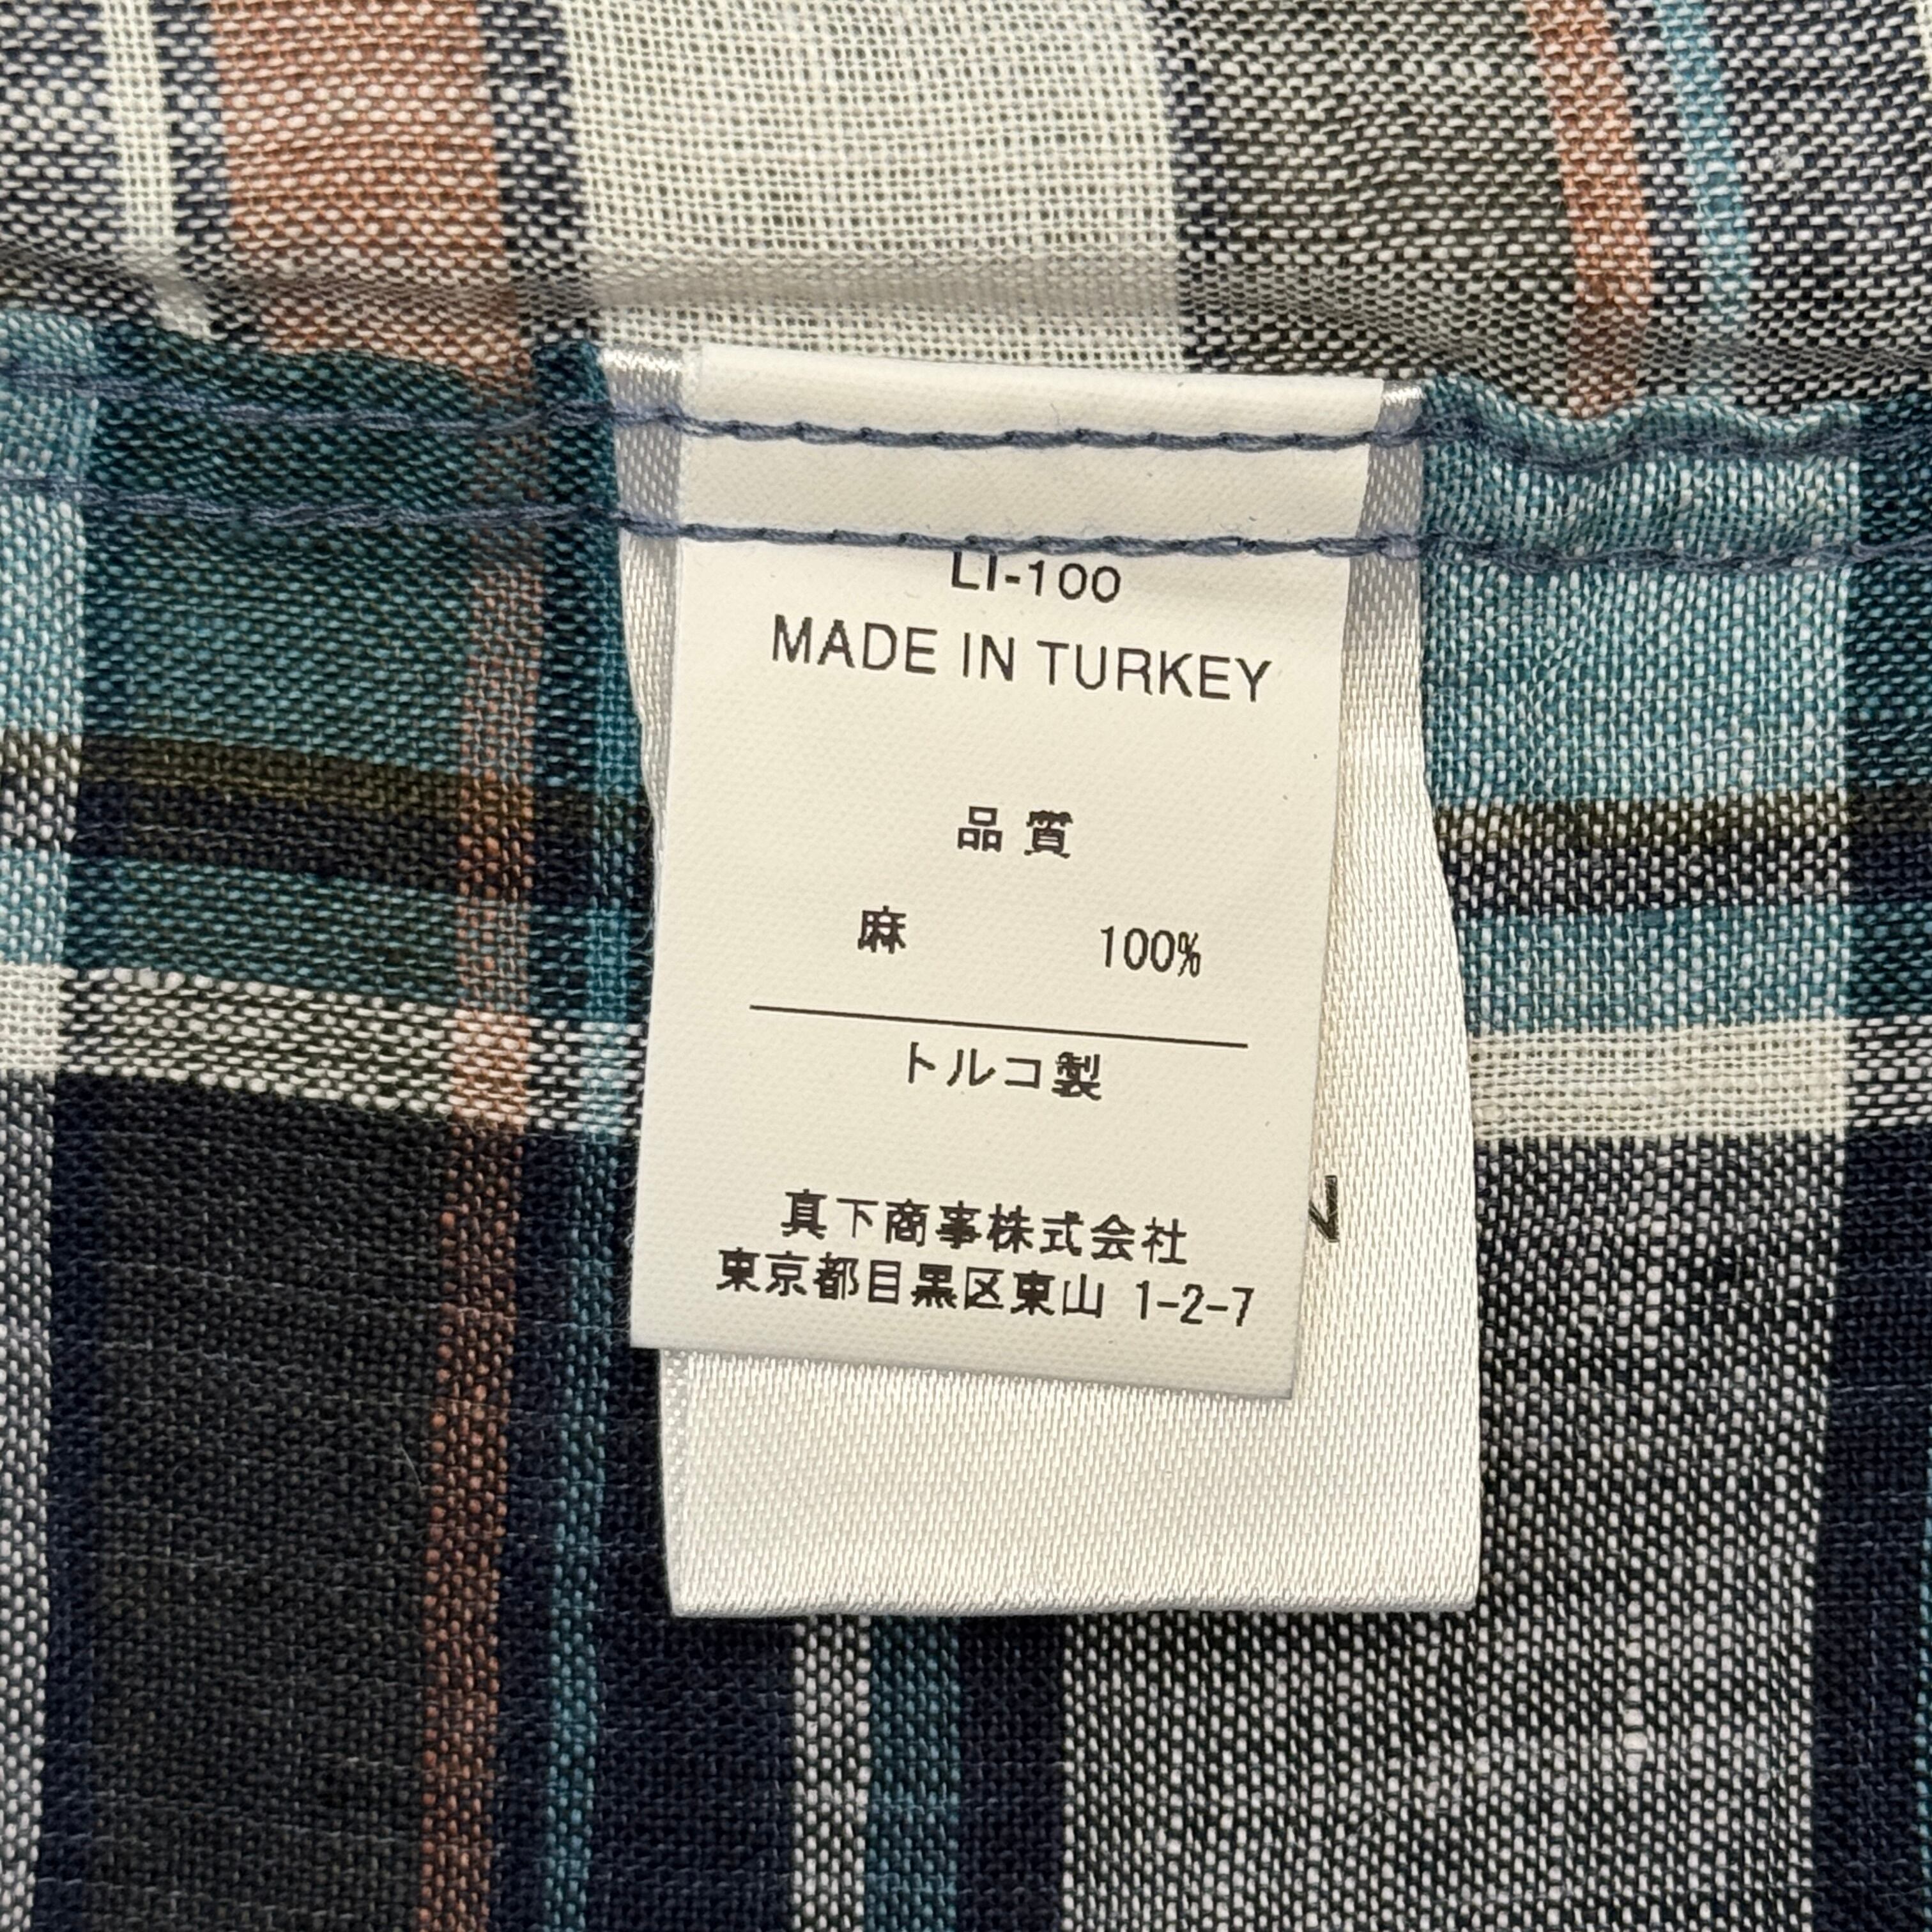 LI-100
MADE IN TURKEY
品質
麻 100%
トルコ製
真下商事株式会社
東京都目黒区東山 1-2-7